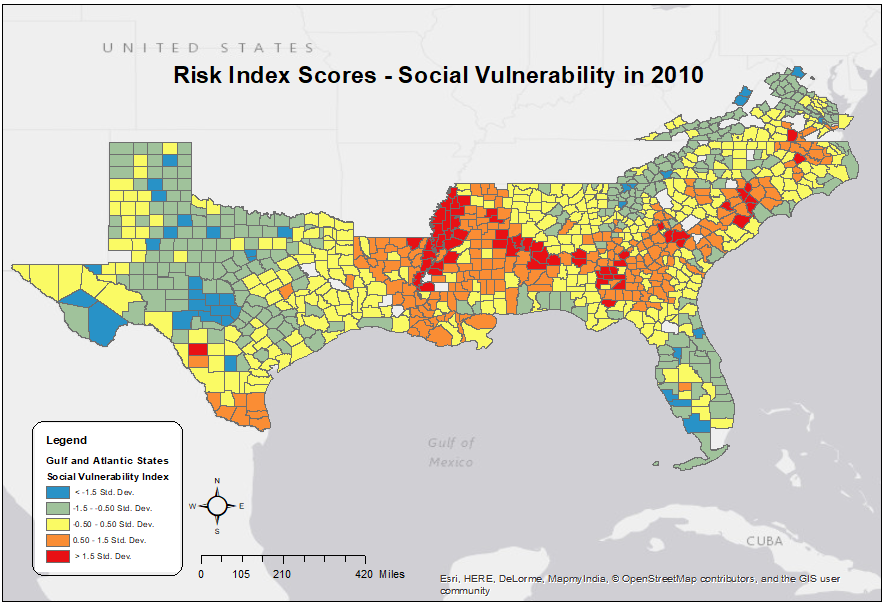 UNITED STATES
Risk Index Scores - Social Vulnerability in 2010
Gulf of
Mexico
CUBA
Legend
Gulf and Atlantic States
Social Vulnerability Index
< -1.5 Std. Dev.
-1.5 - -0.50 Std. Dev.
-0.50 - 0.50 Std. Dev.
0.50 - 1.5 Std. Dev.
> 1.5 Std. Dev.
N
W E
S
0 105 210 420 Miles
Esri, HERE, DeLorme, MapmyIndia, © OpenStreetMap contributors, and the GIS user
community